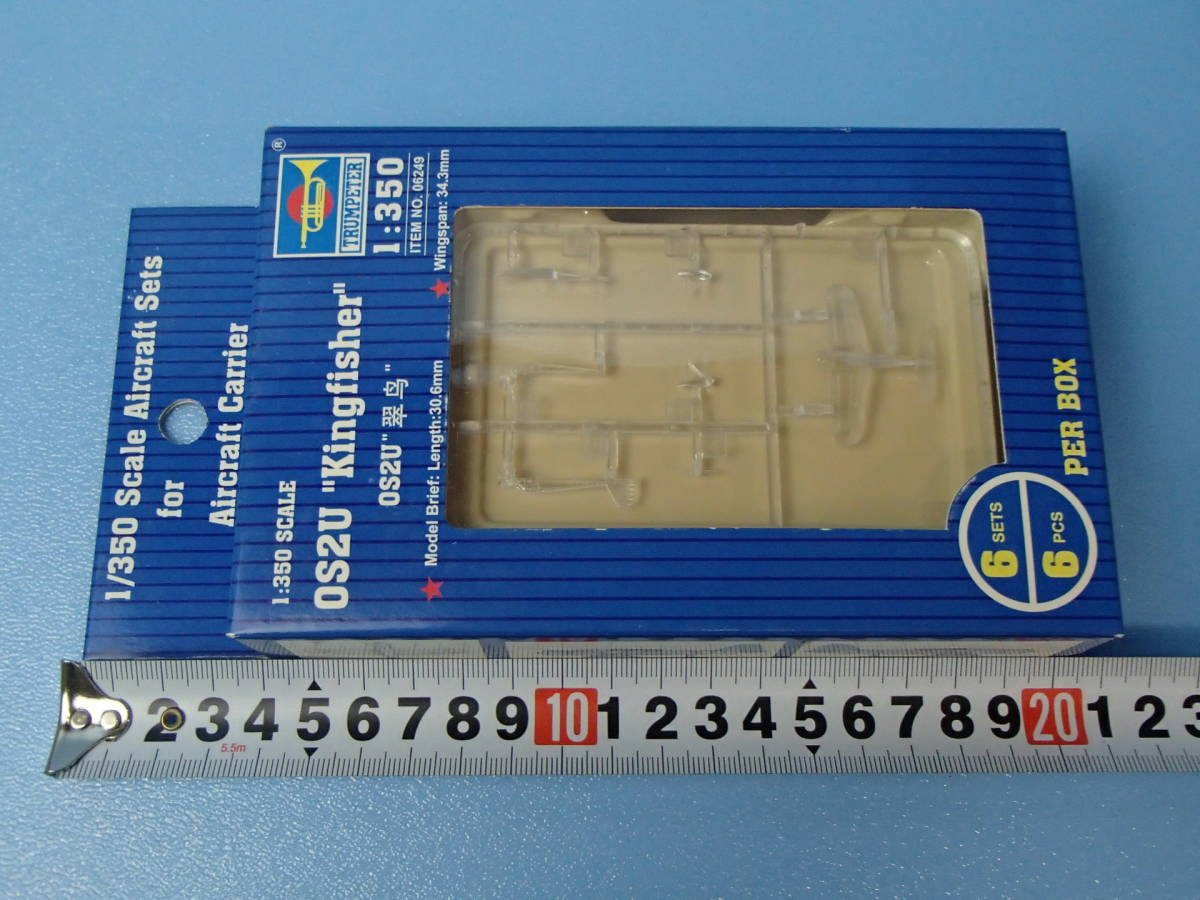 1/350 Scale Aircraft Sets
for
Aircraft Carrier
®
TRUMPETER
1:350
ITEM NO. 06249
1:350 SCALE
OS2U "Kingfisher"
OS2U "翠鸟"
★ Model Brief: Length:30.6mm ★ Wingspan: 34.3mm
6 SETS
6 PCS
PER BOX
2 3 4 5 6 7 8 9 10 1 2 3 4 5 6 7 8 9 20 1 2 3
5.5m